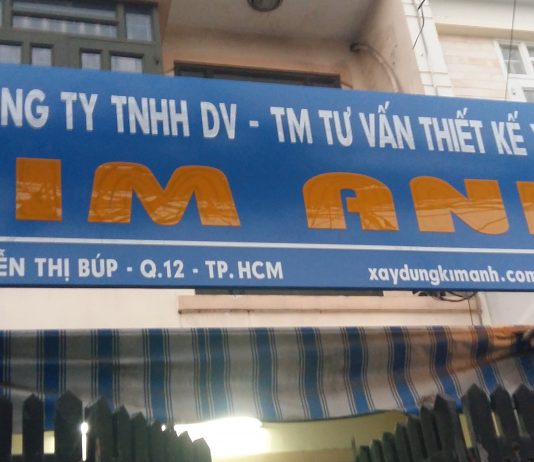 NG TY TNHH DV - TM TƯ VẤN THIẾT KẾ
IM ANH
ỄN THỊ BÚP - Q.12 - TP.HCM xaydungkimanh.com